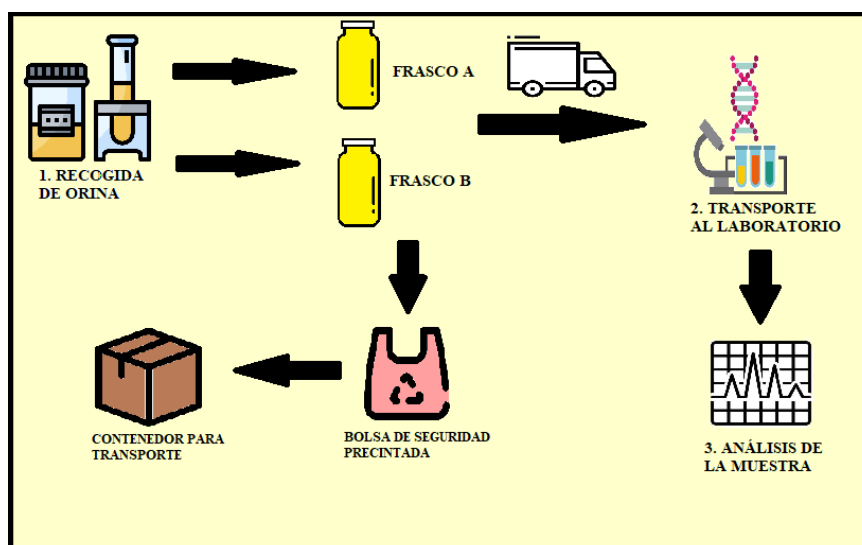 FRASCO A
1. RECOGIDA
DE ORINA
FRASCO B
2. TRANSPORTE
AL LABORATORIO
CONTENEDOR PARA
TRANSPORTE
BOLSA DE SEGURIDAD
PRECINTADA
3. ANÁLISIS DE
LA MUESTRA